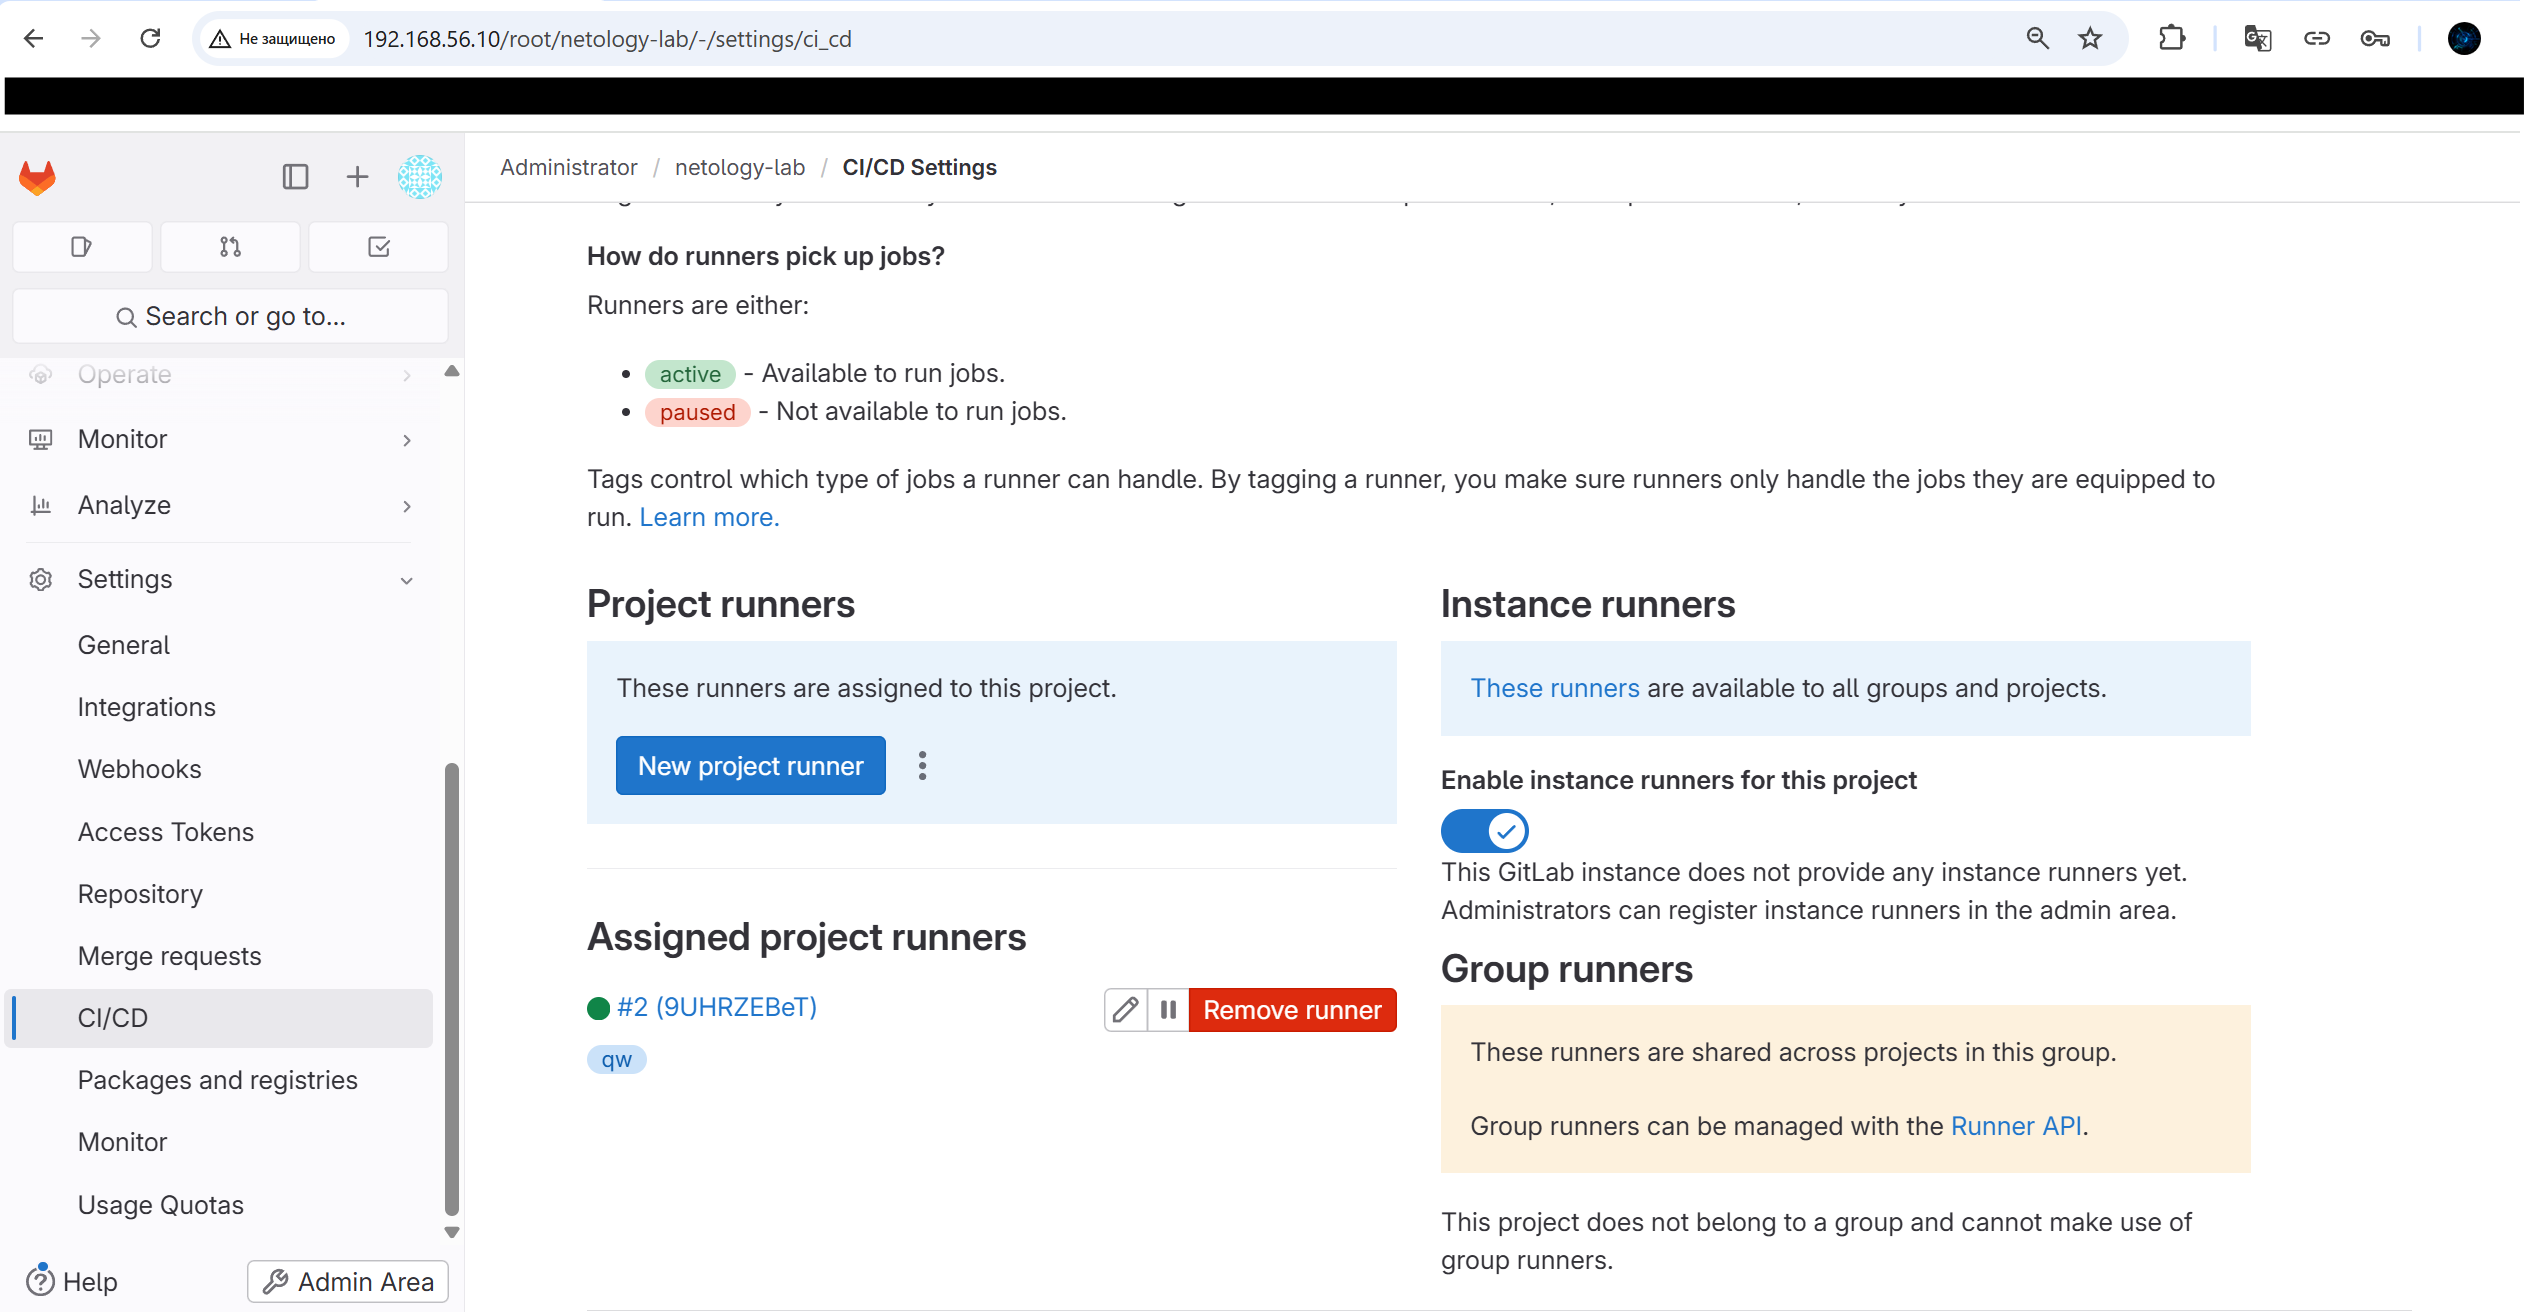 Не защищено
192.168.56.10/root/netology-lab/-/settings/ci_cd
Administrator / netology-lab / CI/CD Settings
Search or go to...
Operate
Monitor
Analyze
Settings
General
Integrations
Webhooks
Access Tokens
Repository
Merge requests
CI/CD
Packages and registries
Monitor
Usage Quotas
Help
Admin Area
How do runners pick up jobs?
Runners are either:
active - Available to run jobs.
paused - Not available to run jobs.
Tags control which type of jobs a runner can handle. By tagging a runner, you make sure runners only handle the jobs they are equipped to
run. Learn more.
Project runners
These runners are assigned to this project.
New project runner
Assigned project runners
#2 (9UHRZEBeT)
Remove runner
qw
Instance runners
These runners are available to all groups and projects.
Enable instance runners for this project
This GitLab instance does not provide any instance runners yet.
Administrators can register instance runners in the admin area.
Group runners
These runners are shared across projects in this group.
Group runners can be managed with the Runner API.
This project does not belong to a group and cannot make use of
group runners.